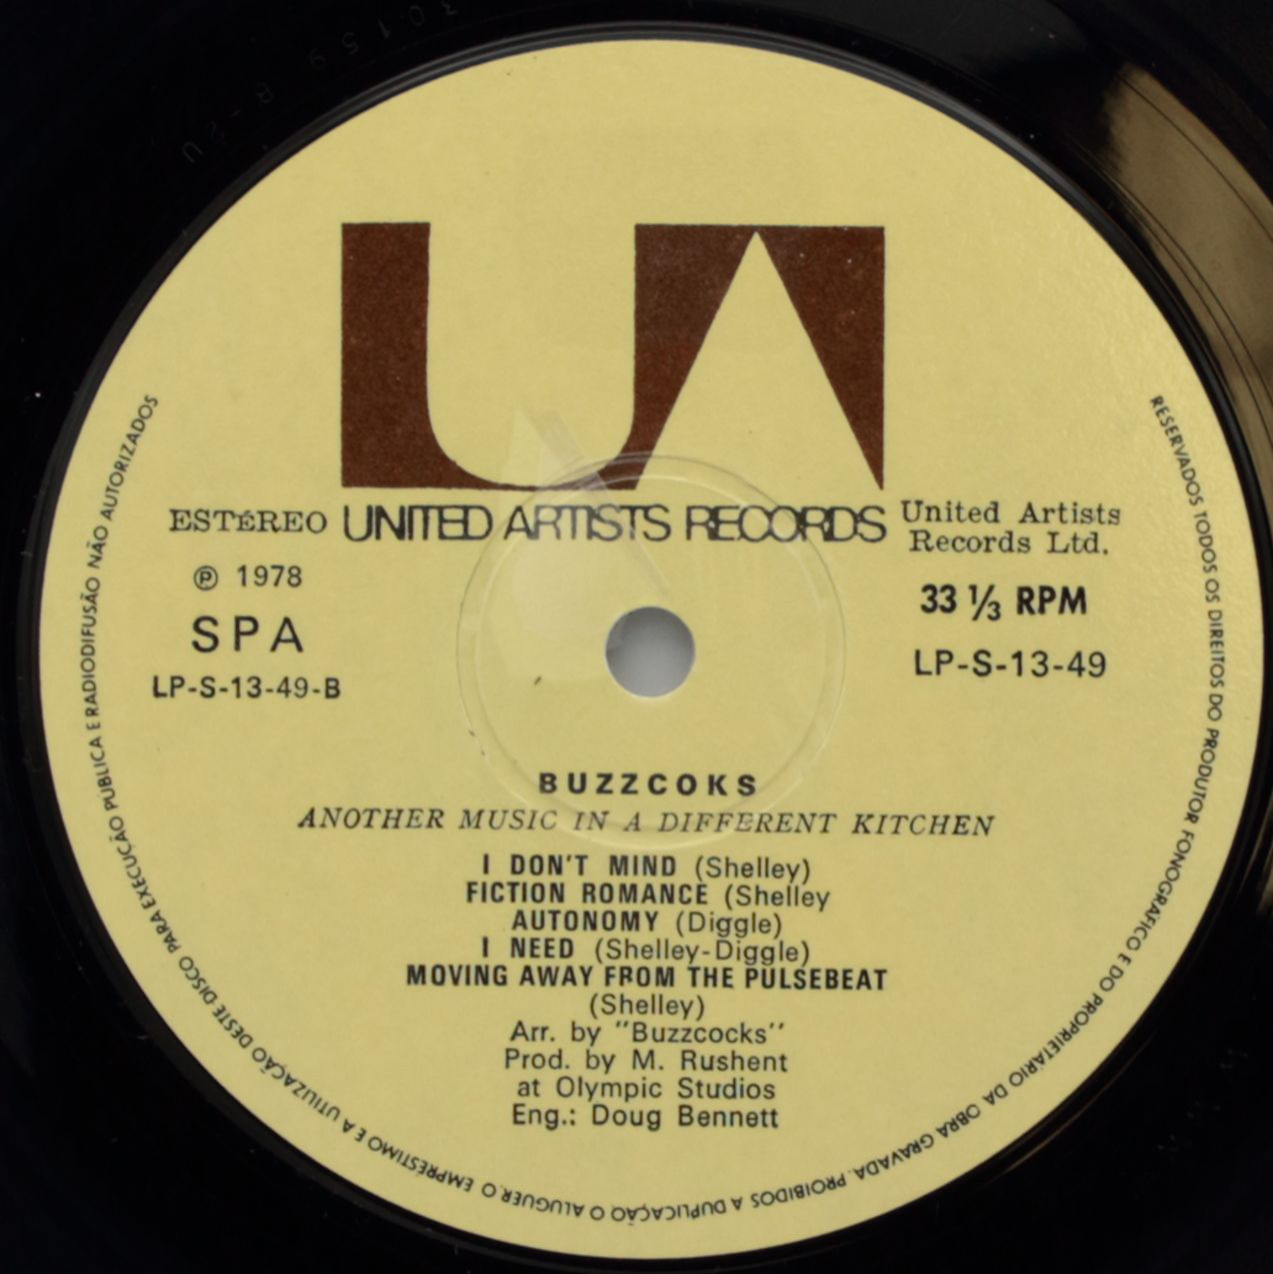 UA
ESTÉREO
UNITED ARTISTS RECORDS
United Artists
Records Ltd.
℗ 1978
SPA
LP-S-13-49-B
33 ⅓ RPM
LP-S-13-49
BUZZCOKS
ANOTHER MUSIC IN A DIFFERENT KITCHEN
I DON'T MIND (Shelley)
FICTION ROMANCE (Shelley
AUTONOMY (Diggle)
I NEED (Shelley-Diggle)
MOVING AWAY FROM THE PULSEBEAT
(Shelley)
Arr. by "Buzzcocks"
Prod. by M. Rushent
at Olympic Studios
Eng.: Doug Bennett
RESERVADOS TODOS OS DIREITOS DO PRODUTOR FONOGRÁFICO E DO PROPRIETÁRIO DA OBRA GRAVADA. PROIBIDOS A DUPLICAÇÃO O ALUGUER, O EMPRÉSTIMO E A UTILIZAÇÃO DESTE DISCO PARA EXECUÇÃO PUBLICA E RADIODIFUSÃO NÃO AUTORIZADOS